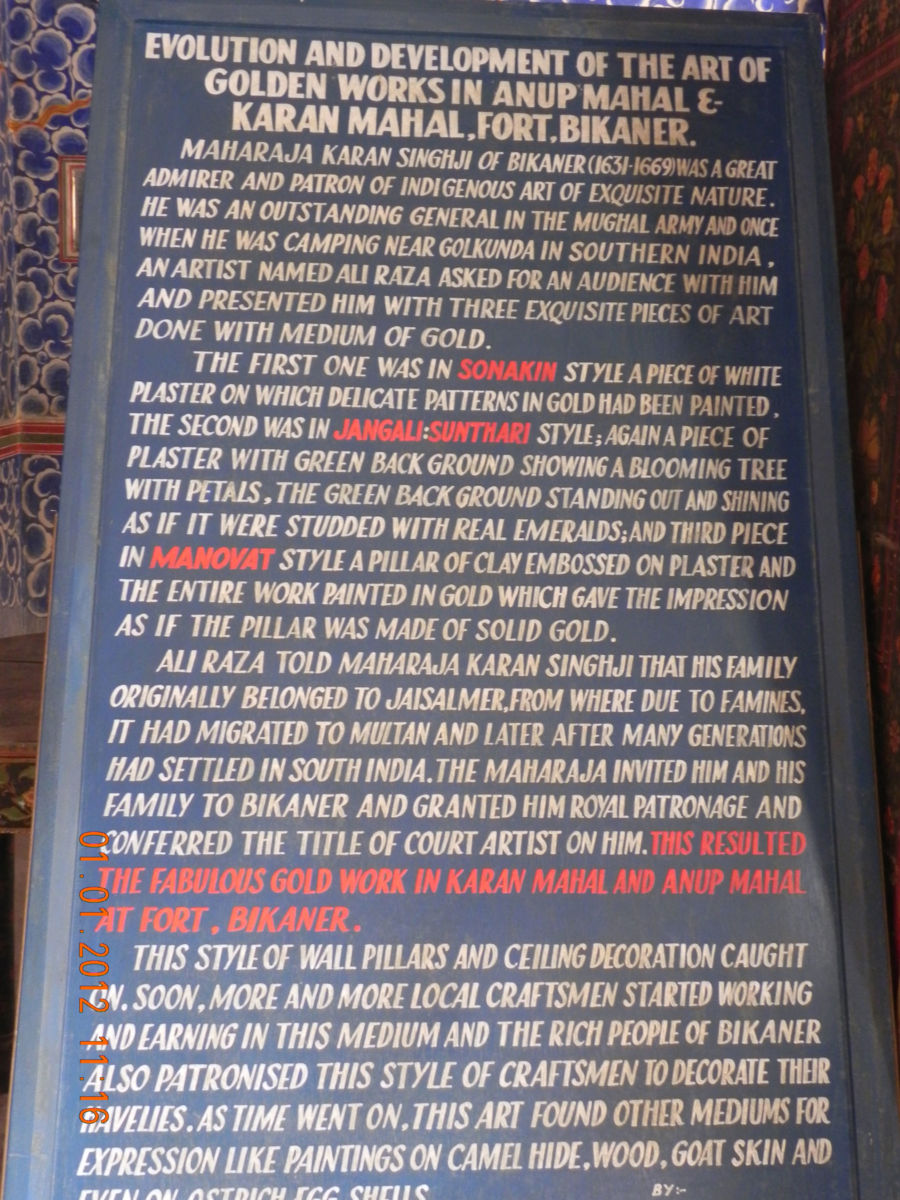 EVOLUTION AND DEVELOPMENT OF THE ART OF
GOLDEN WORKS IN ANUP MAHAL &
KARAN MAHAL, FORT, BIKANER.
MAHARAJA KARAN SINGHJI OF BIKANER (1631-1669) WAS A GREAT
ADMIRER AND PATRON OF INDIGENOUS ART OF EXQUISITE NATURE.
HE WAS AN OUTSTANDING GENERAL IN THE MUGHAL ARMY AND ONCE
WHEN HE WAS CAMPING NEAR GOLKUNDA IN SOUTHERN INDIA,
AN ARTIST NAMED ALI RAZA ASKED FOR AN AUDIENCE WITH HIM
AND PRESENTED HIM WITH THREE EXQUISITE PIECES OF ART
DONE WITH MEDIUM OF GOLD.
THE FIRST ONE WAS IN SONAKIN STYLE A PIECE OF WHITE
PLASTER ON WHICH DELICATE PATTERNS IN GOLD HAD BEEN PAINTED,
THE SECOND WAS IN JANGALI:SUNTHARI STYLE; AGAIN A PIECE OF
PLASTER WITH GREEN BACK GROUND SHOWING A BLOOMING TREE
WITH PETALS, THE GREEN BACK GROUND STANDING OUT AND SHINING
AS IF IT WERE STUDDED WITH REAL EMERALDS; AND THIRD PIECE
IN MANOVAT STYLE A PILLAR OF CLAY EMBOSSED ON PLASTER AND
THE ENTIRE WORK PAINTED IN GOLD WHICH GAVE THE IMPRESSION
AS IF THE PILLAR WAS MADE OF SOLID GOLD.
ALI RAZA TOLD MAHARAJA KARAN SINGHJI THAT HIS FAMILY
ORIGINALLY BELONGED TO JAISALMER, FROM WHERE DUE TO FAMINES,
IT HAD MIGRATED TO MULTAN AND LATER AFTER MANY GENERATIONS
HAD SETTLED IN SOUTH INDIA. THE MAHARAJA INVITED HIM AND HIS
FAMILY TO BIKANER AND GRANTED HIM ROYAL PATRONAGE AND
CONFERRED THE TITLE OF COURT ARTIST ON HIM. THIS RESULTED
THE FABULOUS GOLD WORK IN KARAN MAHAL AND ANUP MAHAL
AT FORT, BIKANER.
THIS STYLE OF WALL PILLARS AND CEILING DECORATION CAUGHT
ON. SOON, MORE AND MORE LOCAL CRAFTSMEN STARTED WORKING
AND EARNING IN THIS MEDIUM AND THE RICH PEOPLE OF BIKANER
ALSO PATRONISED THIS STYLE OF CRAFTSMEN TO DECORATE THEIR
HAVELIES. AS TIME WENT ON, THIS ART FOUND OTHER MEDIUMS FOR
EXPRESSION LIKE PAINTINGS ON CAMEL HIDE, WOOD, GOAT SKIN AND
EVEN ON OSTRICH EGG SHELLS
BY:-
01.01.2012 11:16